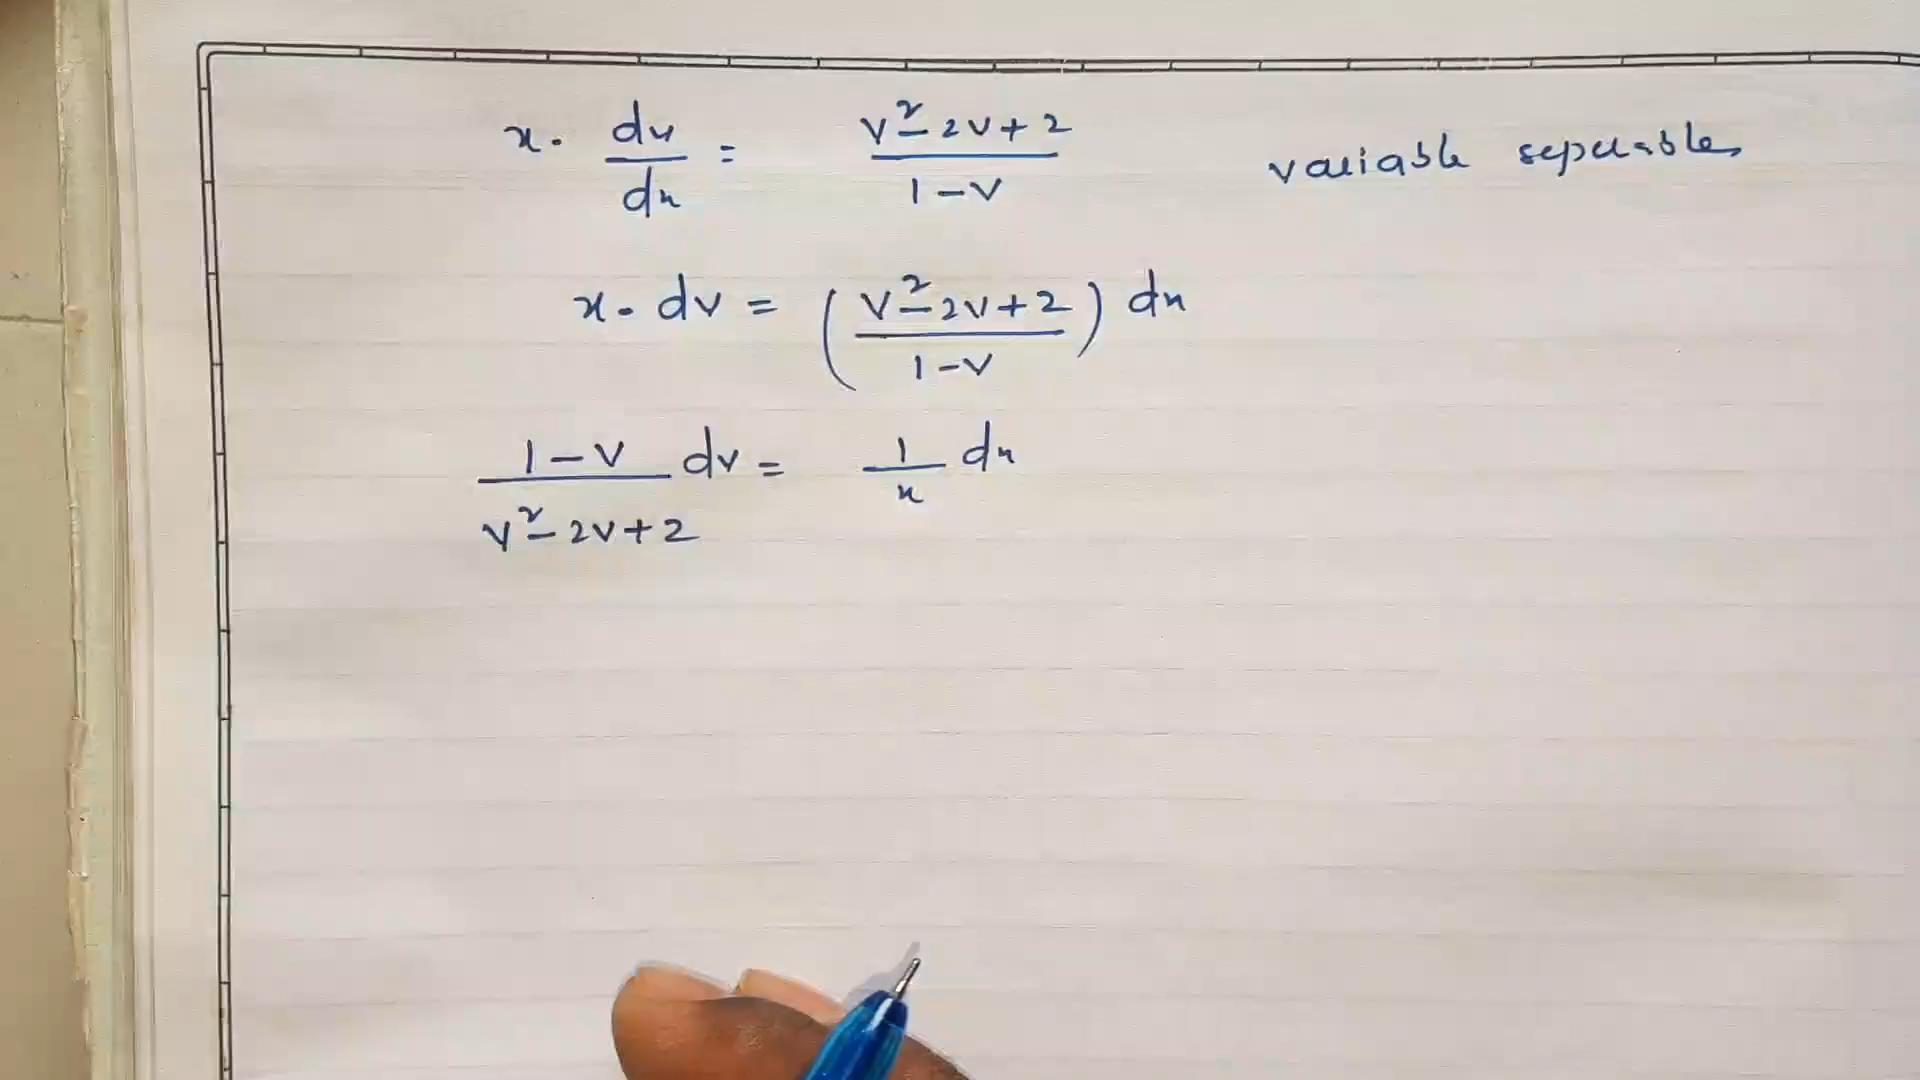 x. dv/dx = v²-2v+2/1-v variable seperables
x. dv = (v²-2v+2/1-v) dx
1-v/v²-2v+2 dv = 1/x dx